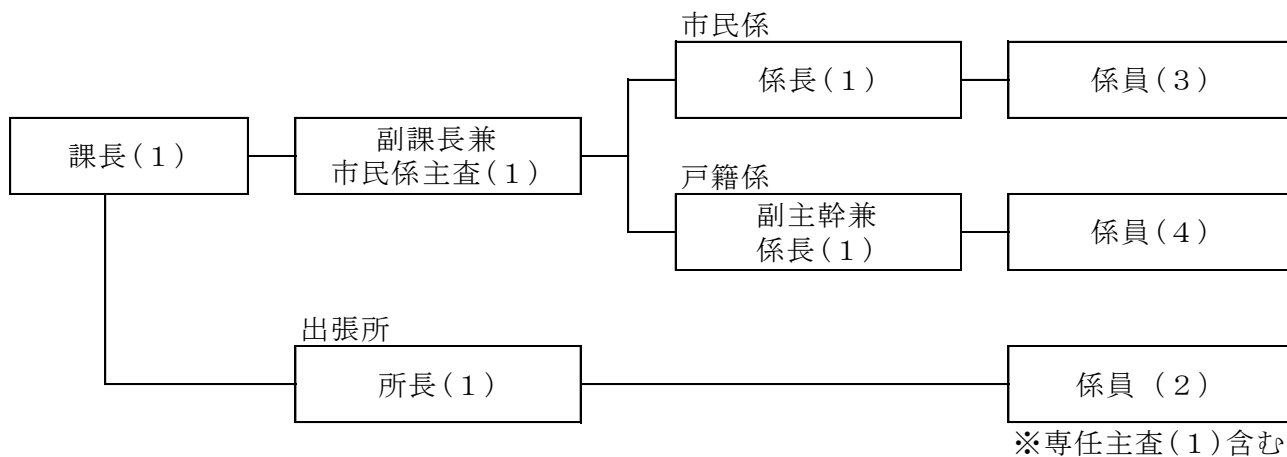 市民係
係長(１)
係員(３)
課長(１)
副課長兼
市民係主査(１)
戸籍係
副主幹兼
係長(１)
係員(４)
出張所
所長(１)
係員（２）
※専任主査(１)含む